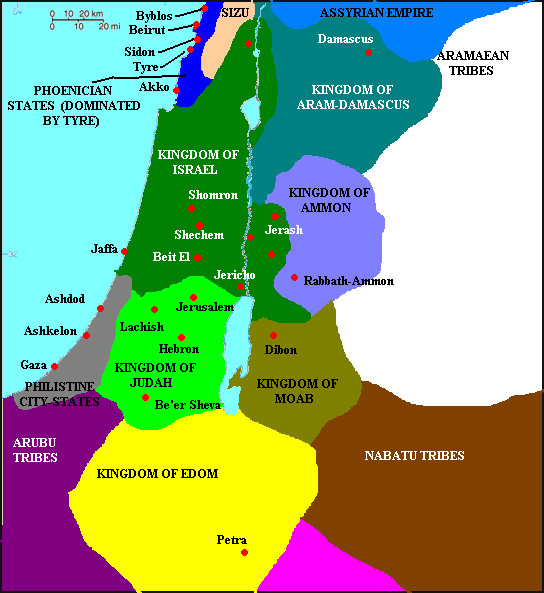 Byblos
SIZU
ASSYRIAN EMPIRE
0 10 20 km
0 10 20 mi
Beirut
Damascus
Sidon
Tyre
ARAMAEAN
TRIBES
Akko
PHOENICIAN
STATES (DOMINATED
BY TYRE)
KINGDOM OF
ARAM-DAMASCUS
KINGDOM OF
ISRAEL
KINGDOM OF
AMMON
Shomron
Shechem
Jerash
Jaffa
32
Beit El
Jericho
Rabbath-Ammon
Ashdod
Jerusalem
Lachish
Ashkelon
Hebron
Dibon
Gaza
KINGDOM OF
JUDAH
PHILISTINE
CITY-STATES
KINGDOM OF
MOAB
Be'er Sheva
ARUBU
TRIBES
NABATU TRIBES
KINGDOM OF EDOM
Petra